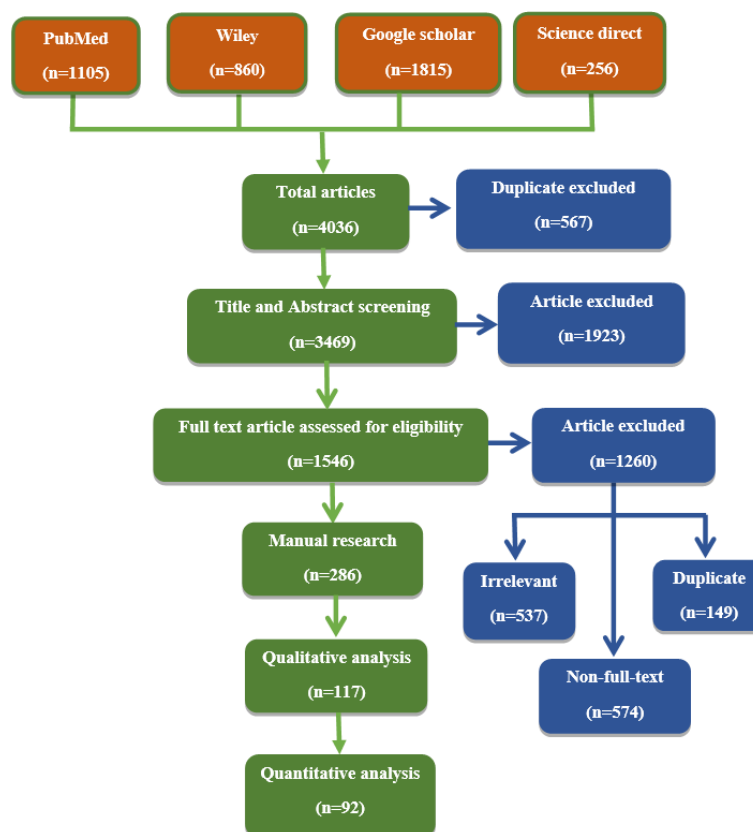 PubMed
(n=1105)
Wiley
(n=860)
Google scholar
(n=1815)
Science direct
(n=256)
Total articles
(n=4036)
Duplicate excluded
(n=567)
Title and Abstract screening
(n=3469)
Article excluded
(n=1923)
Full text article assessed for eligibility
(n=1546)
Article excluded
(n=1260)
Manual research
(n=286)
Irrelevant
(n=537)
Duplicate
(n=149)
Qualitative analysis
(n=117)
Non-full-text
(n=574)
Quantitative analysis
(n=92)